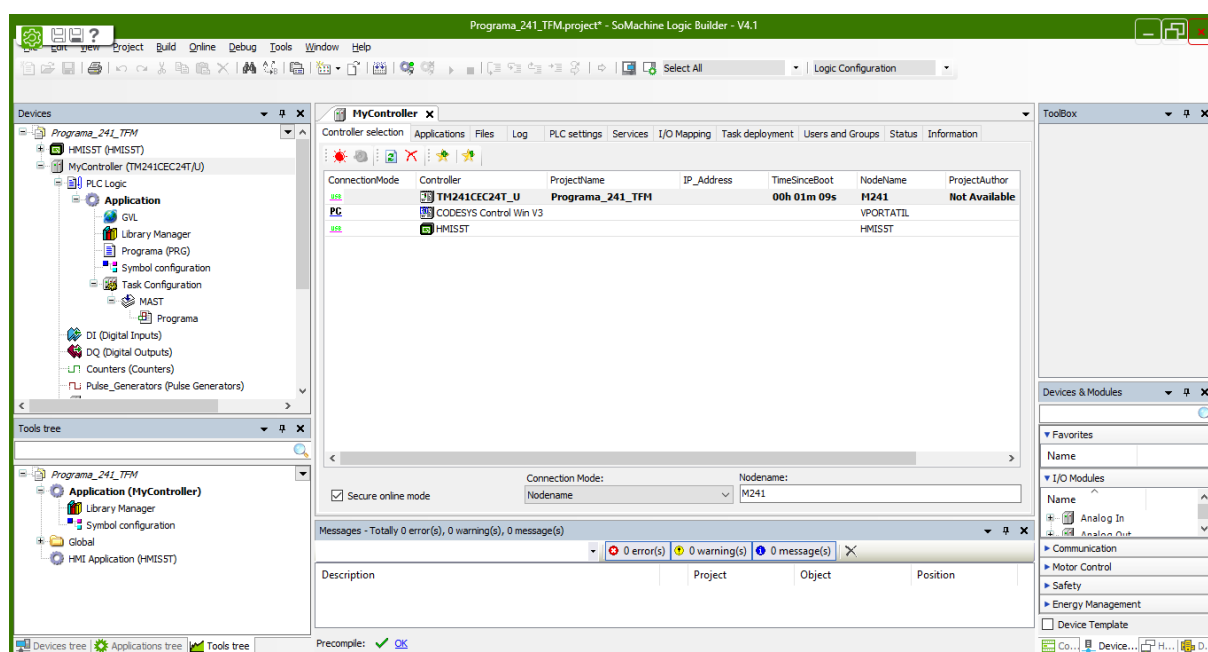 Programa_241_TFM.project* - SoMachine Logic Builder - V4.1
Project Build Online Debug Tools Window Help
Select All Logic Configuration
Devices
Programa_241_TFM
HMIS5T (HMIS5T)
MyController (TM241CEC24T/U)
PLC Logic
Application
GVL
Library Manager
Programa (PRG)
Symbol configuration
Task Configuration
MAST
Programa
DI (Digital Inputs)
DQ (Digital Outputs)
Counters (Counters)
Pulse_Generators (Pulse Generators)
Tools tree
Programa_241_TFM
Application (MyController)
Library Manager
Symbol configuration
Global
HMI Application (HMIS5T)
Devices tree Applications tree Tools tree
MyController
Controller selection Applications Files Log PLC settings Services I/O Mapping Task deployment Users and Groups Status Information
ConnectionMode Controller ProjectName IP_Address TimeSinceBoot NodeName ProjectAuthor
USB TM241CEC24T_U Programa_241_TFM 00h 01m 09s M241 Not Available
PC CODESYS Control Win V3 VPORTATIL
USB HMIS5T HMIS5T
Connection Mode: Nodename:
Secure online mode Nodename M241
Messages - Totally 0 error(s), 0 warning(s), 0 message(s)
0 error(s) 0 warning(s) 0 message(s)
Description Project Object Position
Precompile: OK
ToolBox
Devices & Modules
Favorites
Name
I/O Modules
Name
Analog In
Analog Out
Communication
Motor Control
Safety
Energy Management
Device Template
Co... Device... H... D...